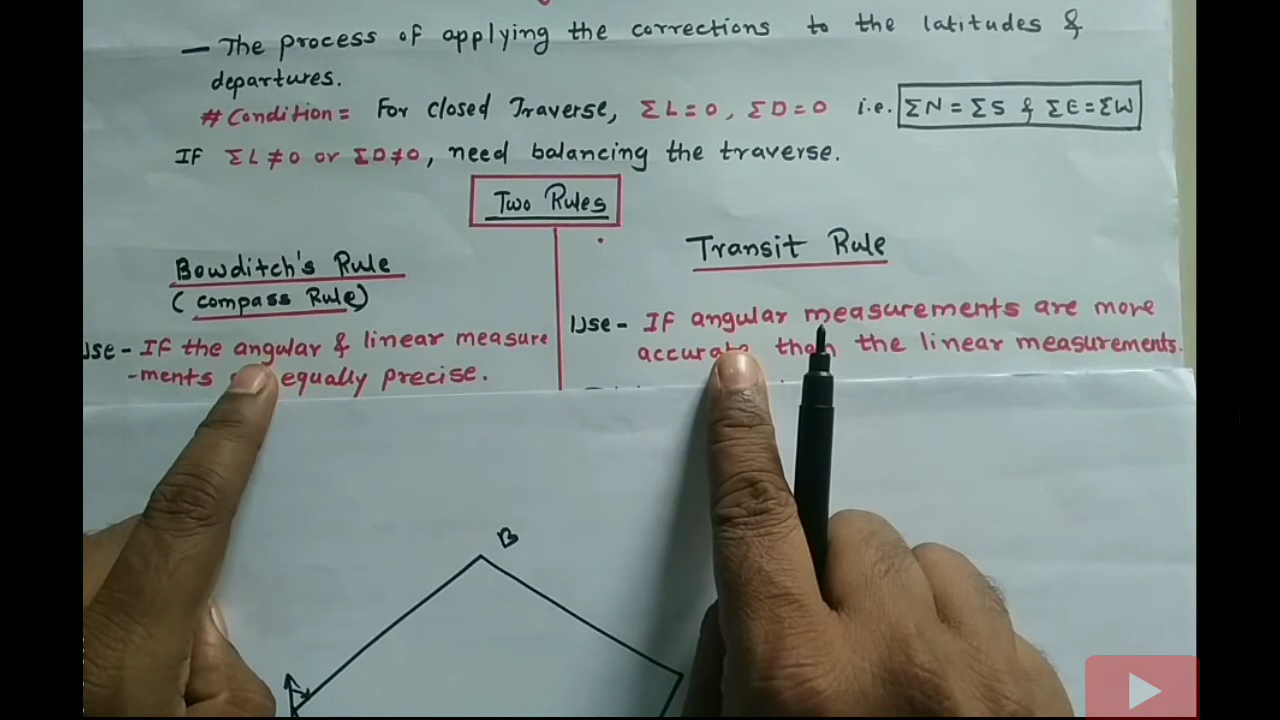 — The process of applying the corrections to the latitudes &
departures.
# Condition = For closed Traverse, ΣL=0, ΣD=0 i.e. ΣN = ΣS & ΣE = ΣW
IF ΣL≠0 or ΣD≠0, need balancing the traverse.
Two Rules
Bowditch's Rule
(compass Rule)
Use - IF the angular & linear measure
-ments equally precise.
Transit Rule
Use - IF angular measurements are more
accurate than the linear measurements.
B